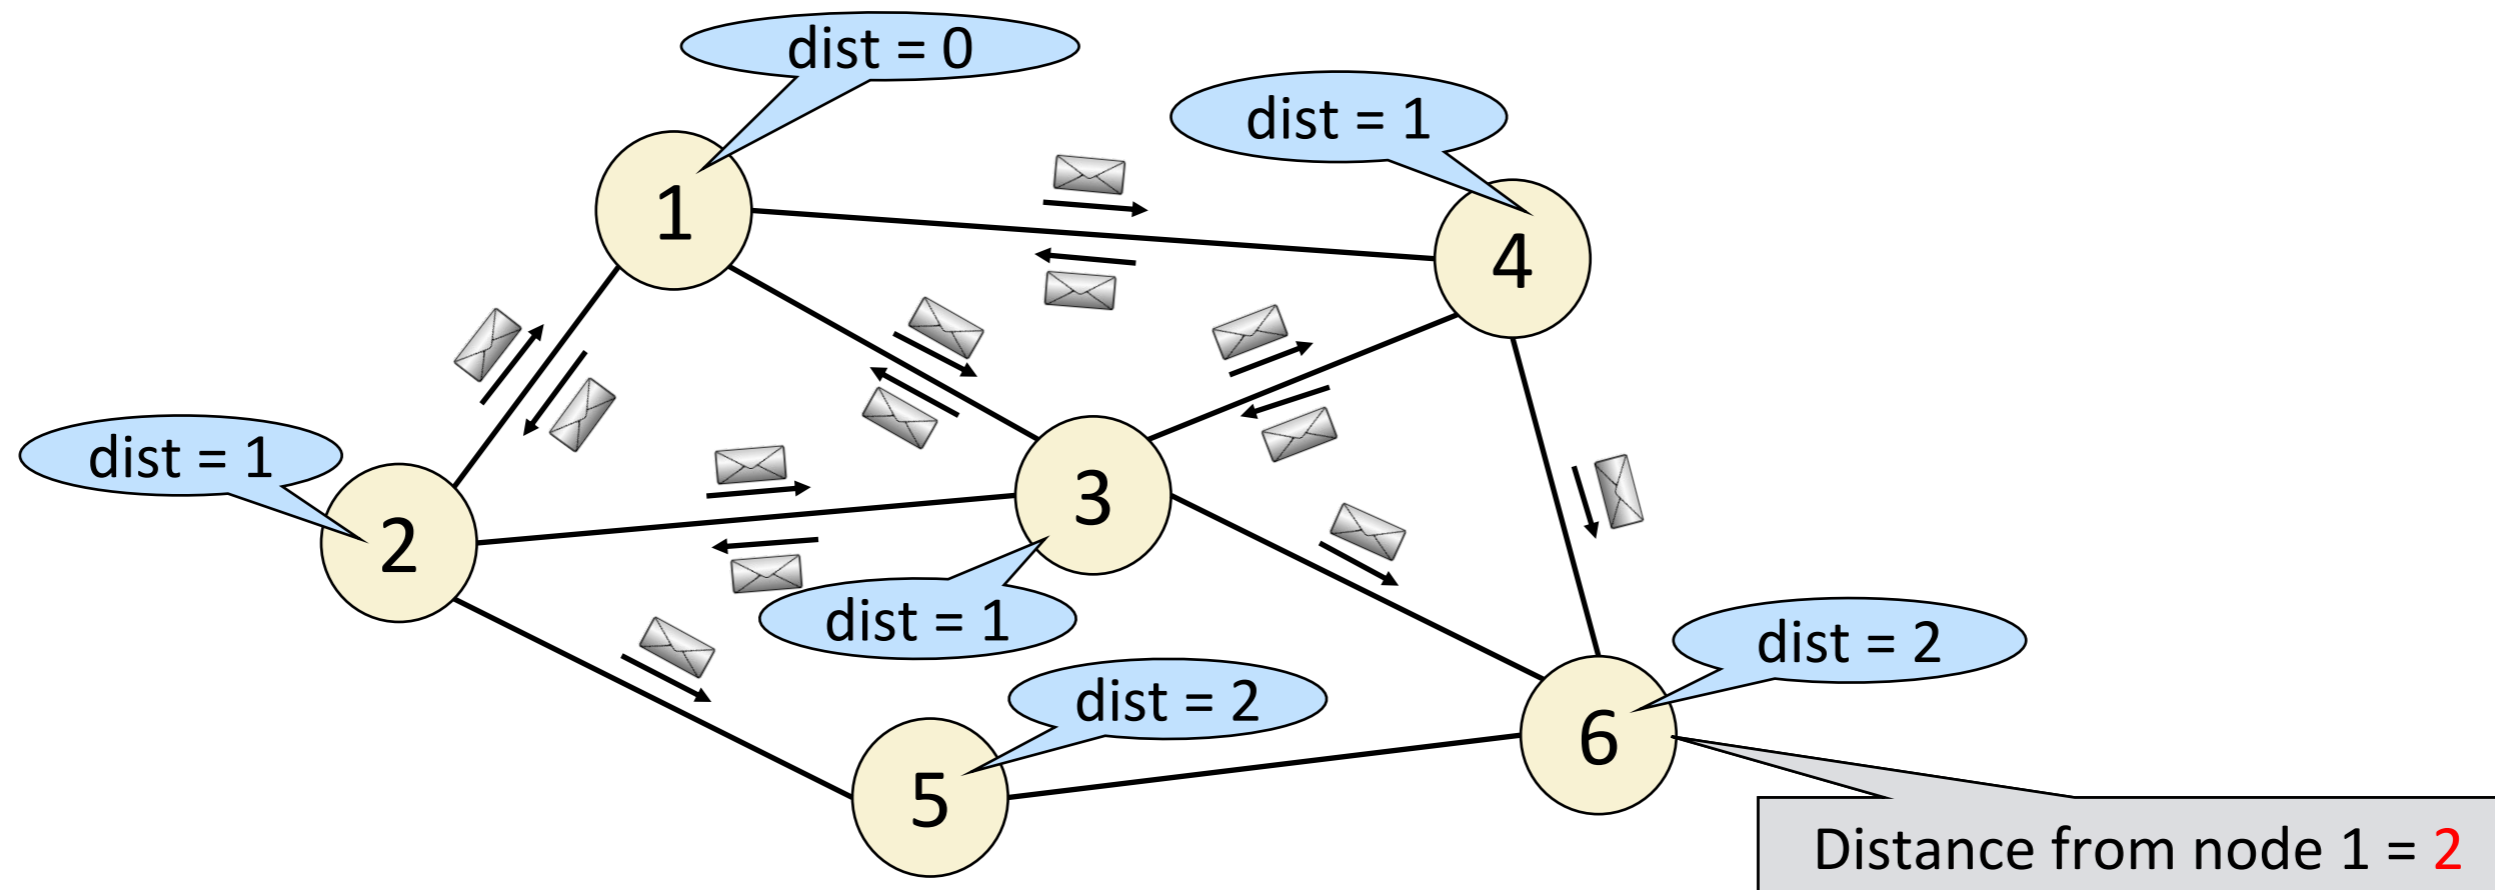 dist = 0
dist = 1
1
4
dist = 1
2
3
dist = 1
dist = 2
dist = 2
6
5
Distance from node 1 = 2